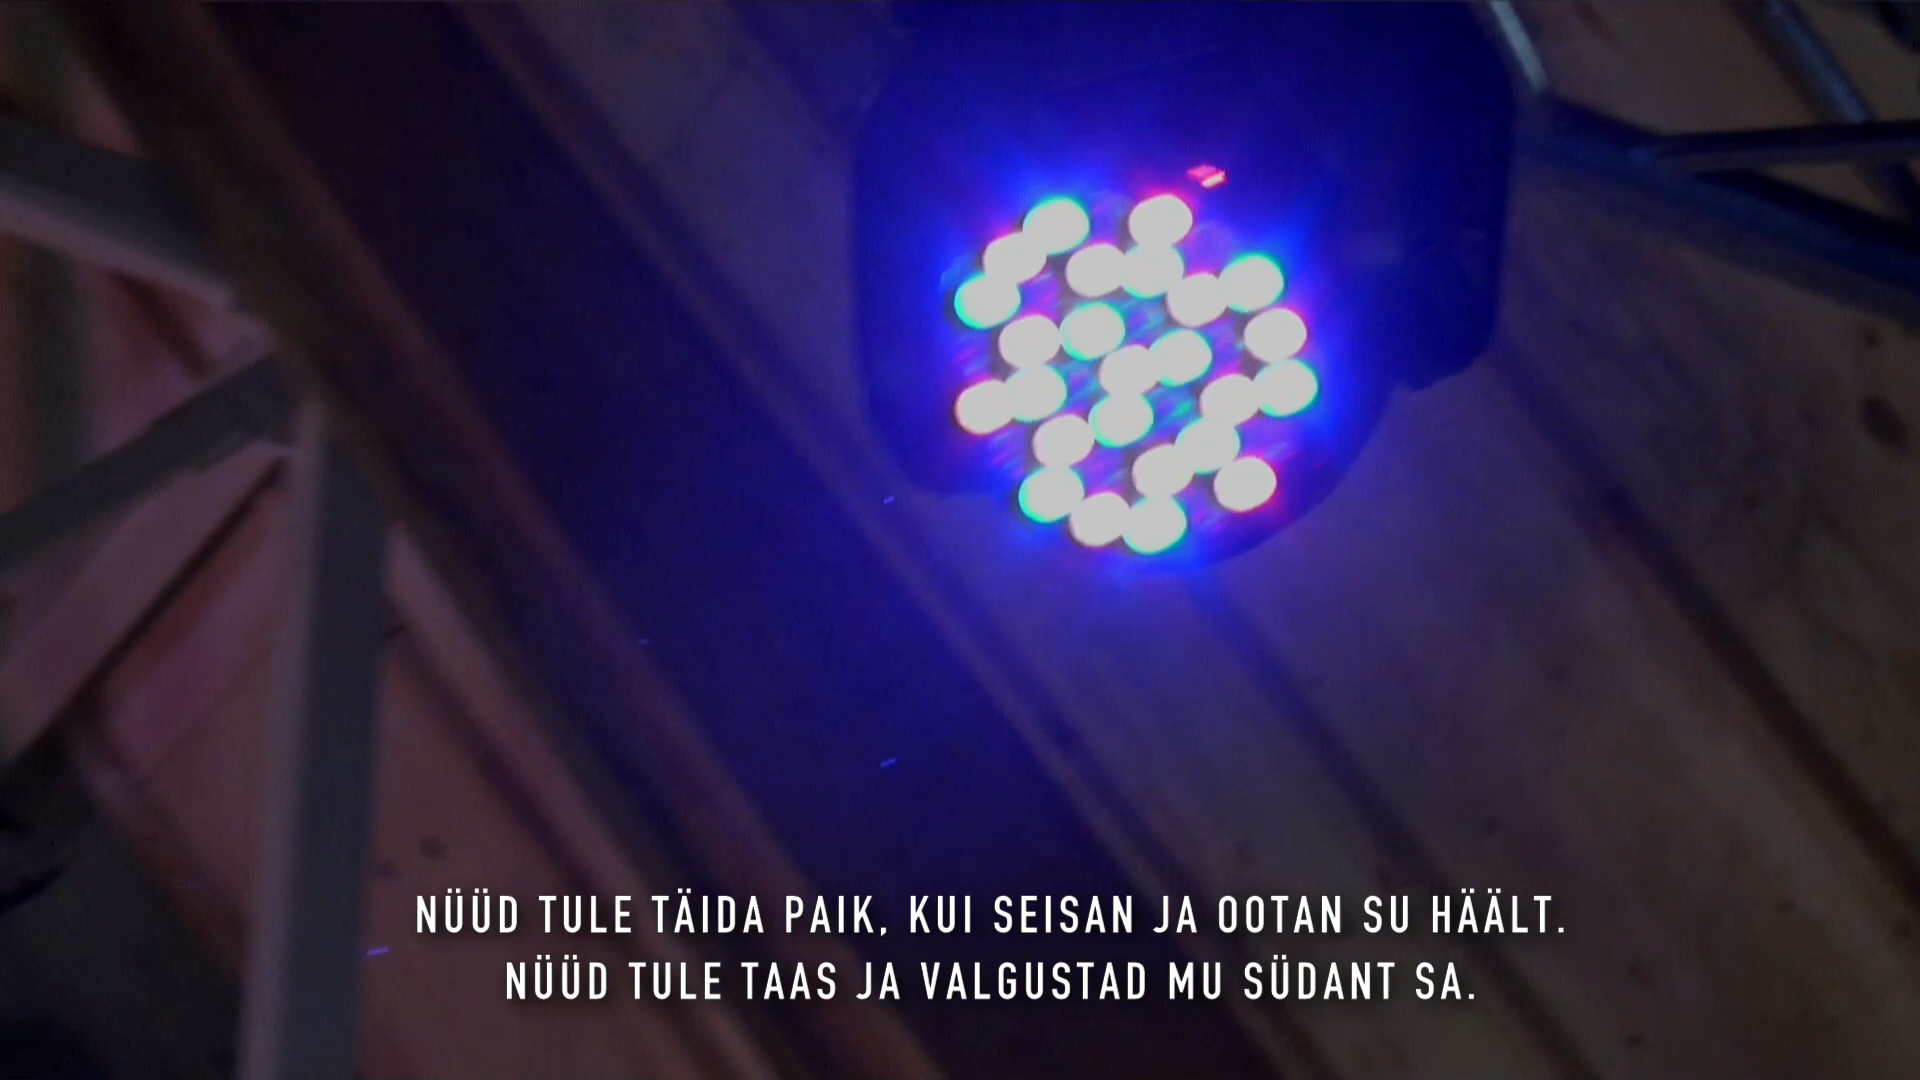 NÜÜD TULE TÄIDA PAIK, KUI SEISAN JA OOTAN SU HÄÄLT.
NÜÜD TULE TAAS JA VALGUSTAD MU SÜDANT SA.